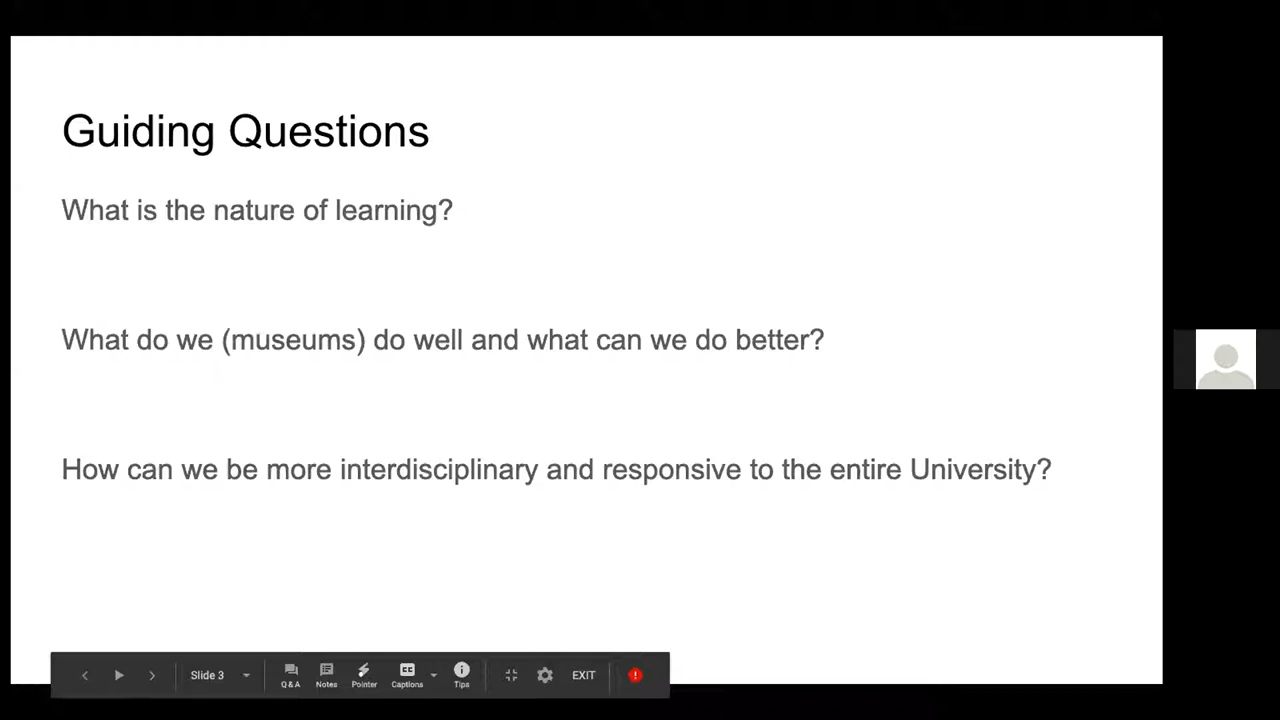 Guiding Questions
What is the nature of learning?
What do we (museums) do well and what can we do better?
How can we be more interdisciplinary and responsive to the entire University?
Slide 3
Q & A
Notes
Pointer
CC
Captions
Tips
EXIT